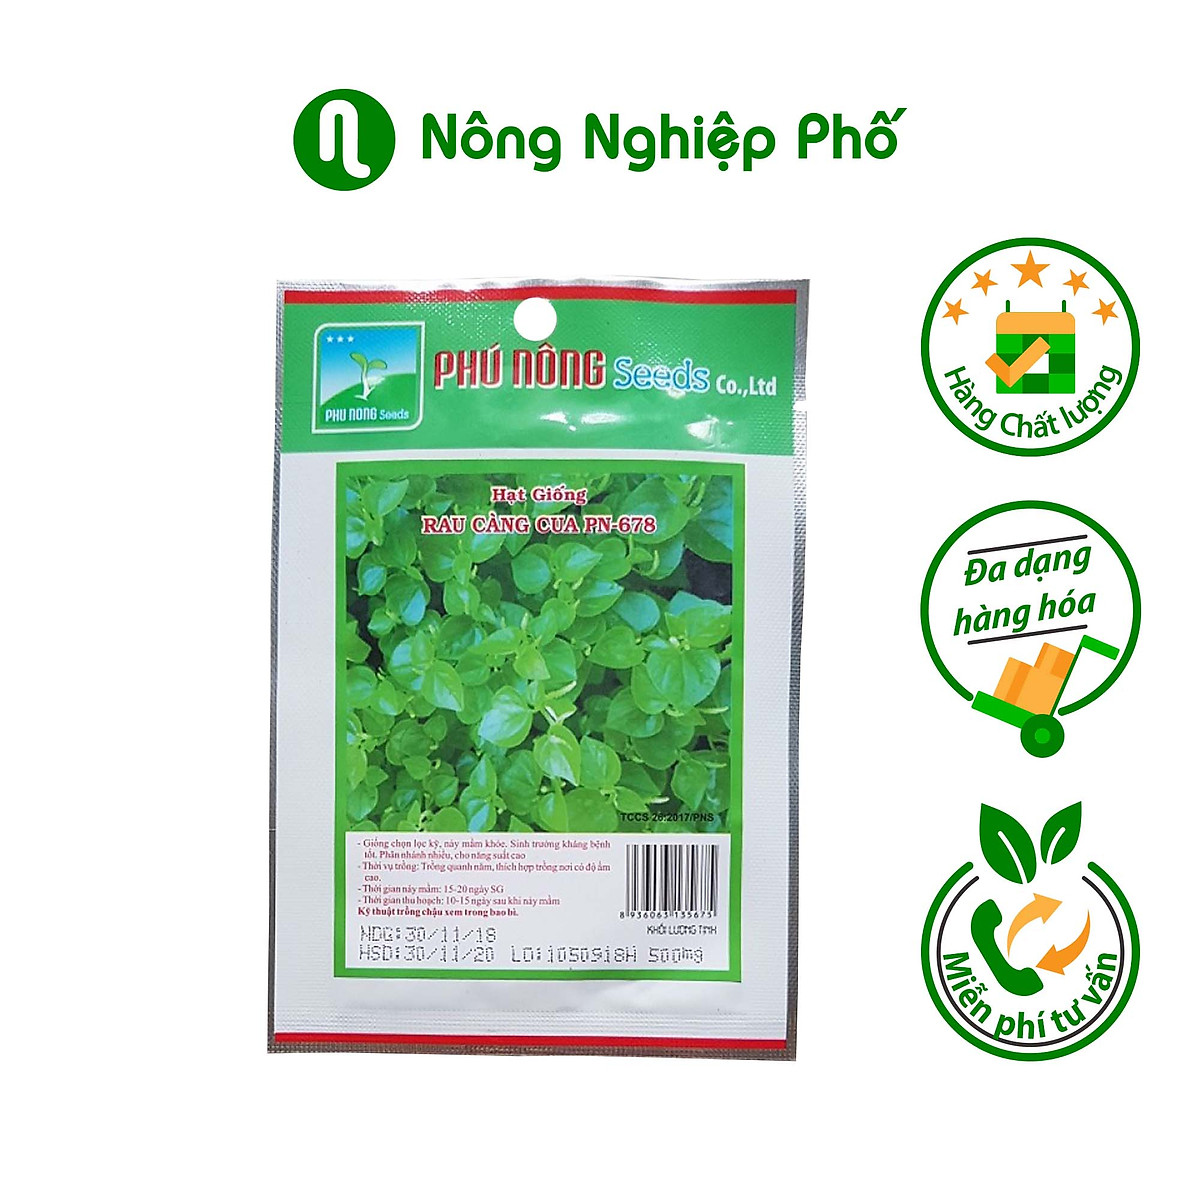 Nông Nghiệp Phố
PHÚ NÔNG Seeds Co.,Ltd
PHU NONG Seeds
Hạt Giống
RAU CÀNG CUA PN-678
TCCS 26:2017/PNS
- Giống chọn lọc kỹ, nảy mầm khỏe. Sinh trưởng kháng bệnh
tốt. Phân nhánh nhiều, cho năng suất cao
- Thời vụ trồng: Trồng quanh năm, thích hợp trồng nơi có độ ẩm
cao.
- Thời gian nảy mầm: 15-20 ngày SG
- Thời gian thu hoạch: 10-15 ngày sau khi nảy mầm
Kỹ thuật trồng chậu xem trong bao bì.
8 936063 135675
KHỐI LƯỢNG TỊNH
NDG:30/11/18
HSD:30/11/20 LO:1050918H 500mg
Hàng Chất lượng
Đa dạng
hàng hóa
Miễn phí tư vấn